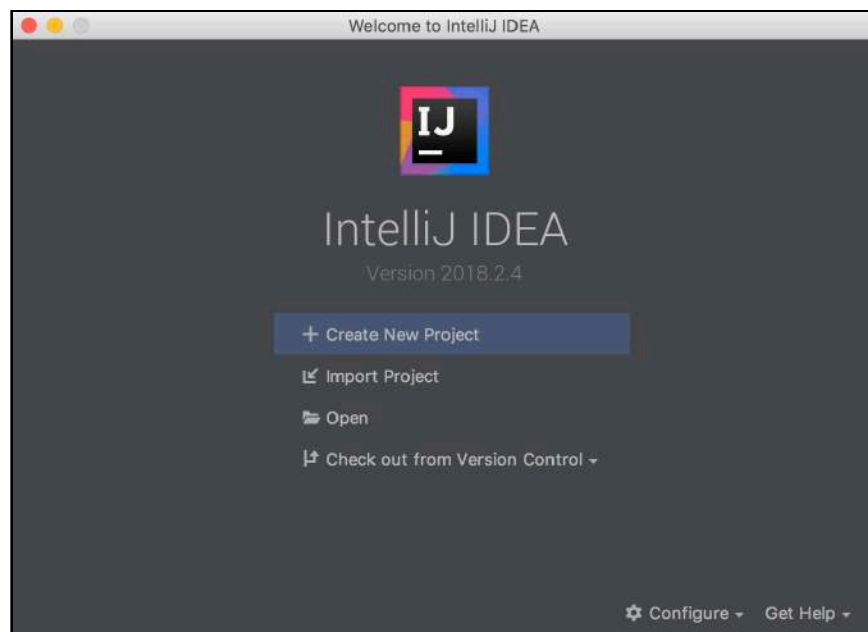 Welcome to IntelliJ IDEA
IJ
IntelliJ IDEA
Version 2018.2.4
Create New Project
Import Project
Open
Check out from Version Control
Configure
Get Help